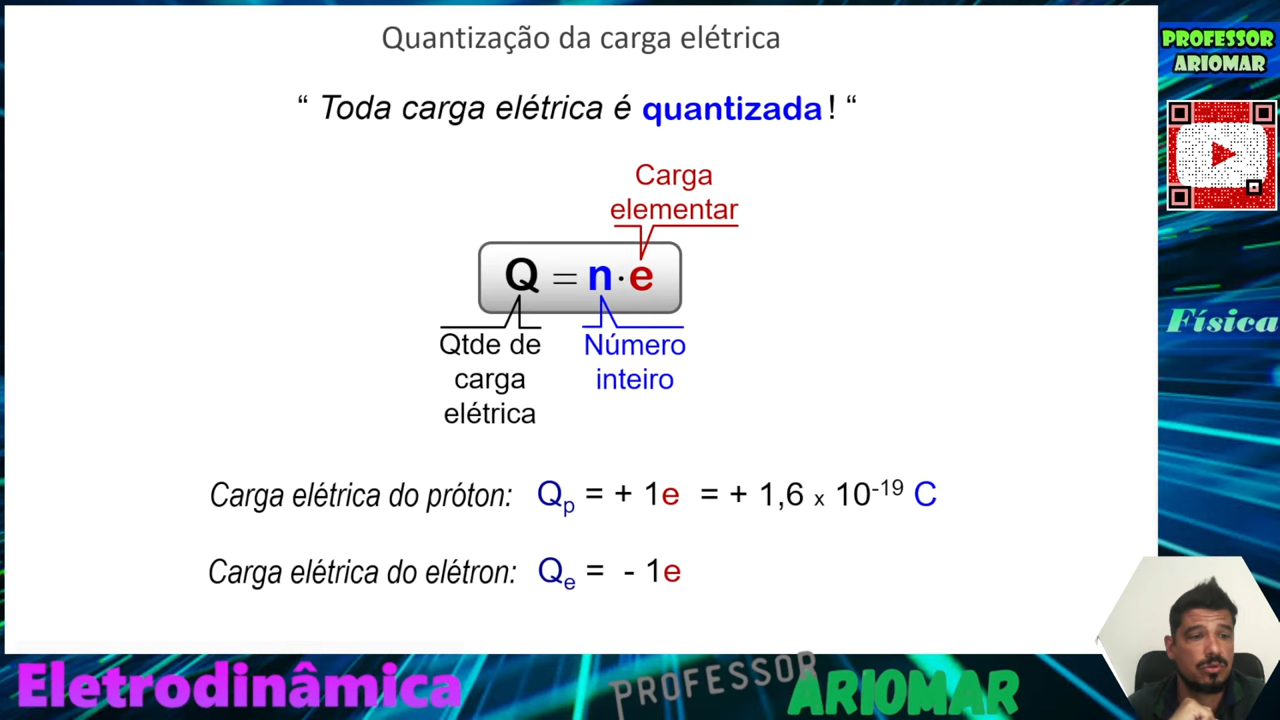 Quantização da carga elétrica
“ Toda carga elétrica é quantizada! “
Carga
elementar
Q = n · e
Qtde de
carga
elétrica
Número
inteiro
Carga elétrica do próton: Qp = + 1e = + 1,6 x 10⁻¹⁹ C
Carga elétrica do elétron: Qe = - 1e
PROFESSOR
ARIOMAR
Física
Eletrodinâmica
PROFESSOR
ARIOMAR